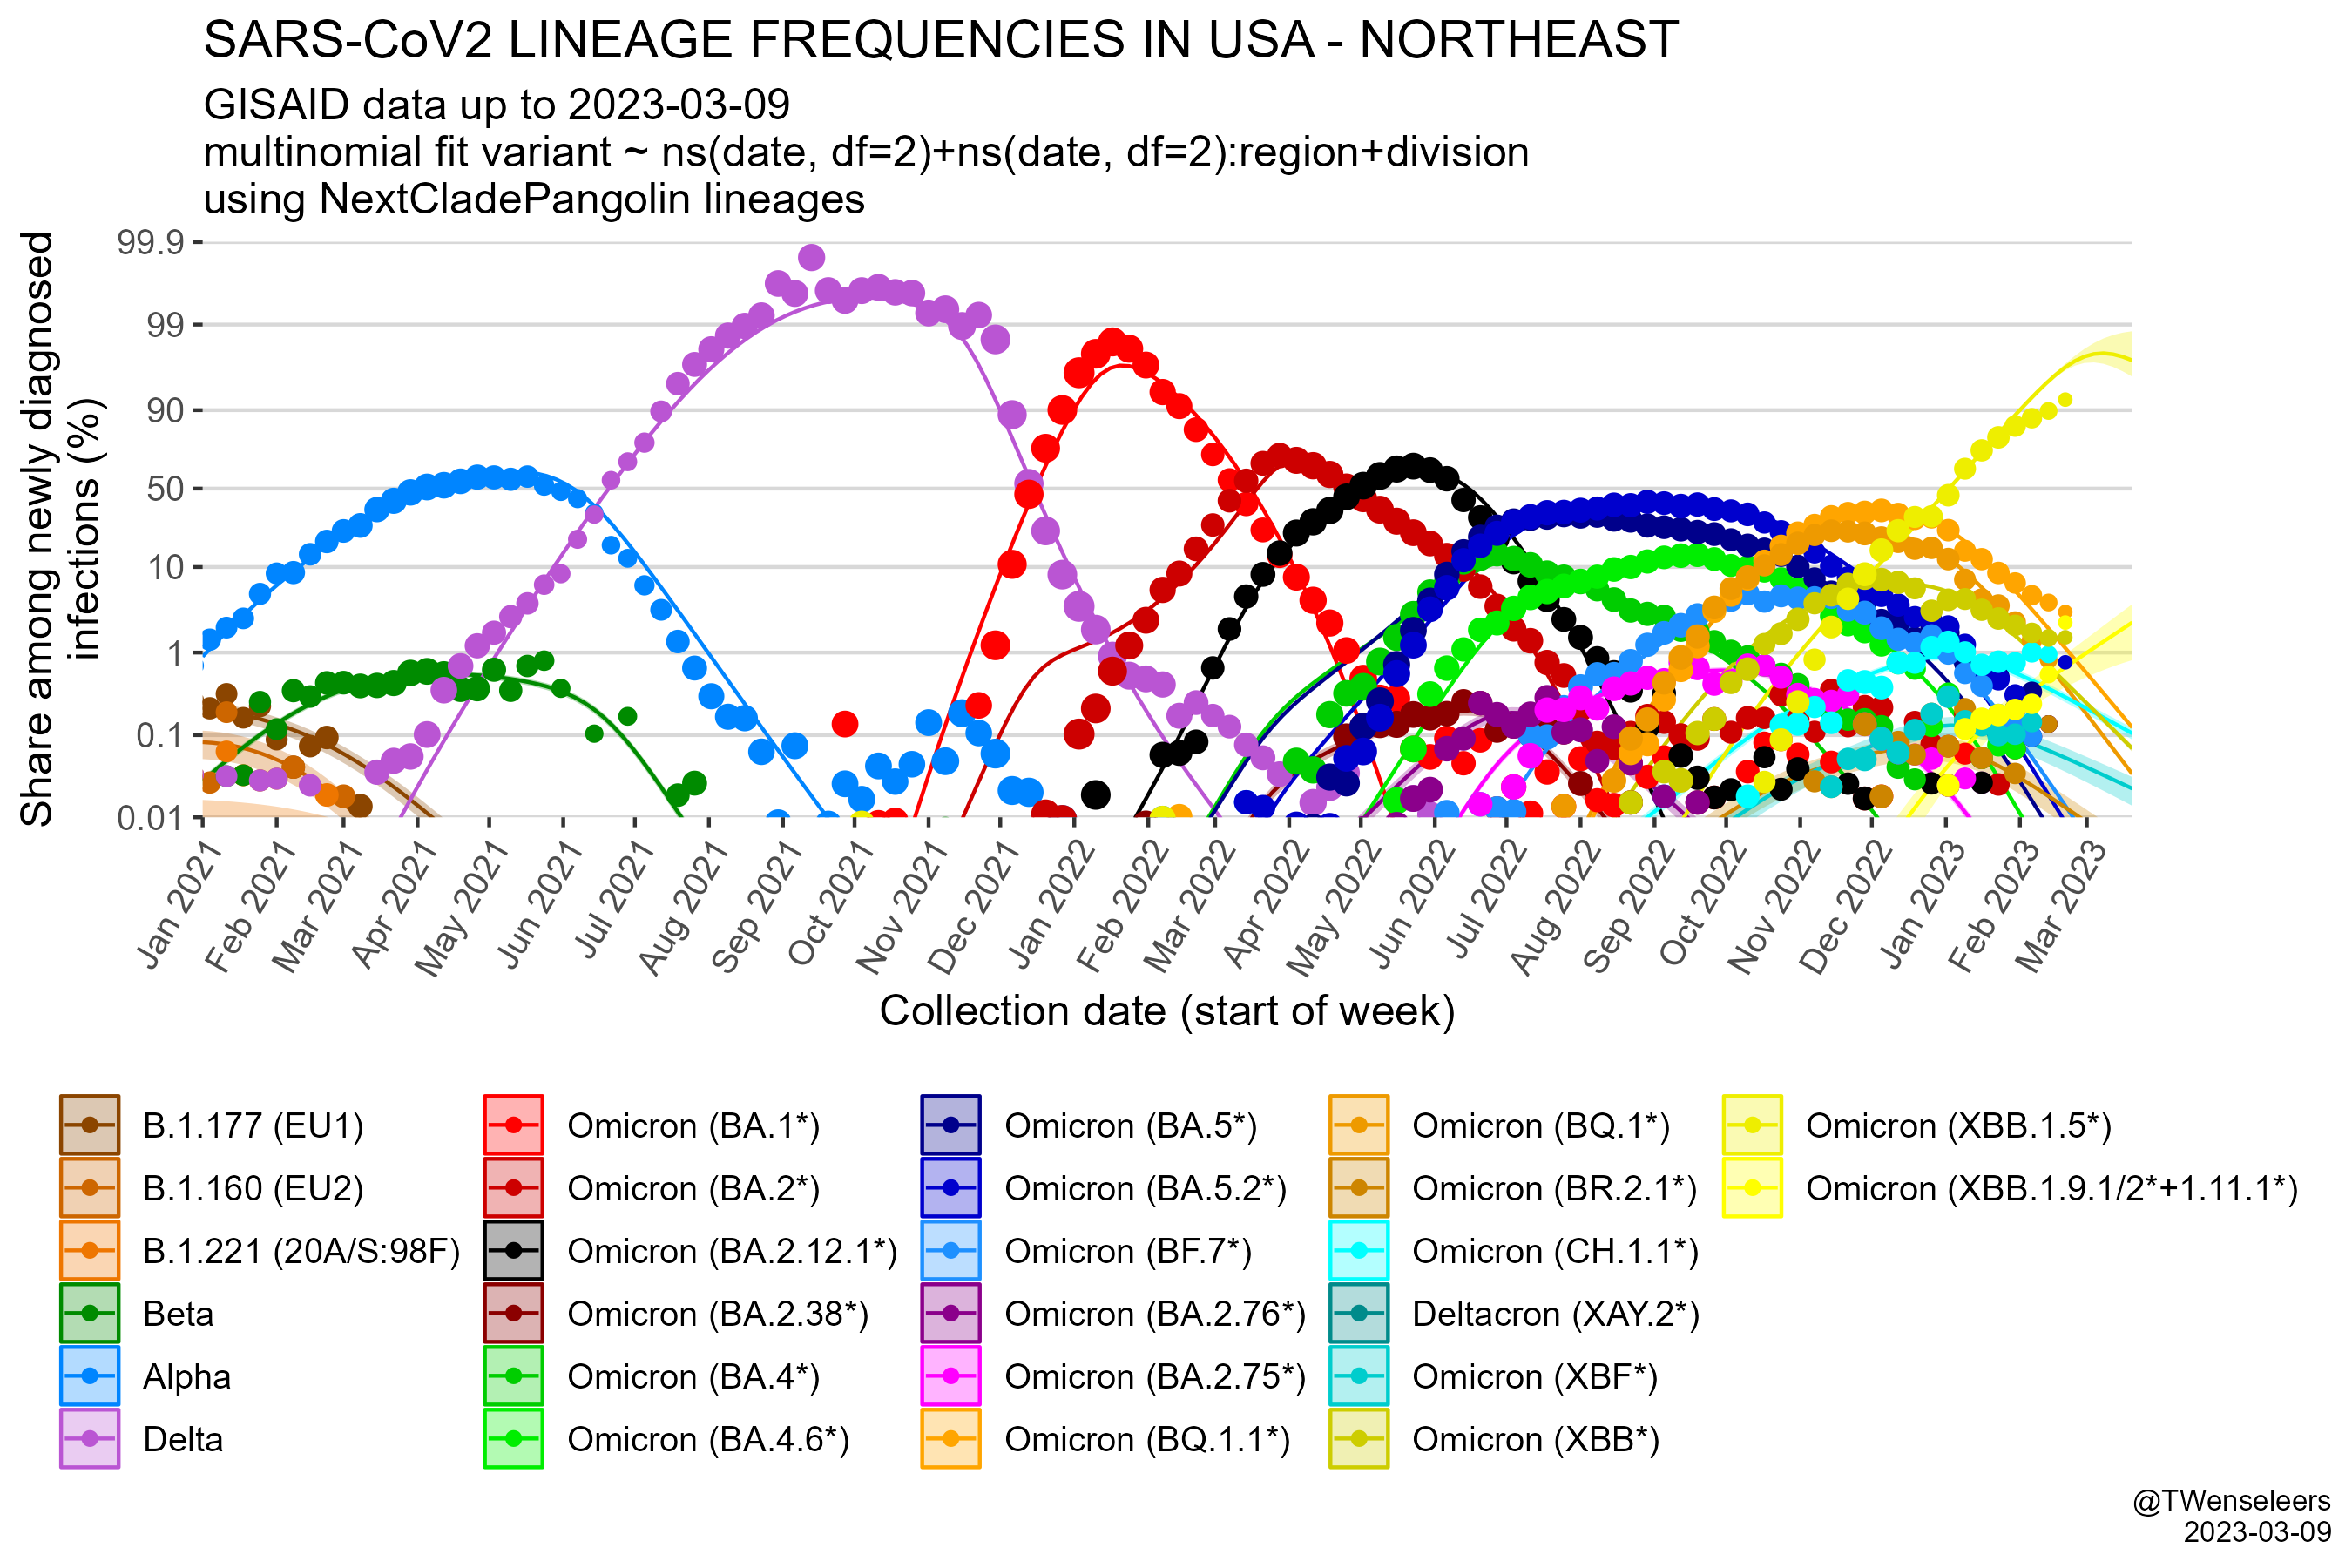 SARS-CoV2 LINEAGE FREQUENCIES IN USA - NORTHEAST
GISAID data up to 2023-03-09
multinomial fit variant ~ ns(date, df=2)+ns(date, df=2):region+division
using NextCladePangolin lineages
Share among newly diagnosed
infections (%)
99.9
99
90
50
10
1
0.1
0.01
Jan 2021
Feb 2021
Mar 2021
Apr 2021
May 2021
Jun 2021
Jul 2021
Aug 2021
Sep 2021
Oct 2021
Nov 2021
Dec 2021
Jan 2022
Feb 2022
Mar 2022
Apr 2022
May 2022
Jun 2022
Jul 2022
Aug 2022
Sep 2022
Oct 2022
Nov 2022
Dec 2022
Jan 2023
Feb 2023
Mar 2023
Collection date (start of week)
B.1.177 (EU1)
B.1.160 (EU2)
B.1.221 (20A/S:98F)
Beta
Alpha
Delta
Omicron (BA.1*)
Omicron (BA.2*)
Omicron (BA.2.12.1*)
Omicron (BA.2.38*)
Omicron (BA.4*)
Omicron (BA.4.6*)
Omicron (BA.5*)
Omicron (BA.5.2*)
Omicron (BF.7*)
Omicron (BA.2.76*)
Omicron (BA.2.75*)
Omicron (BQ.1.1*)
Omicron (BQ.1*)
Omicron (BR.2.1*)
Omicron (CH.1.1*)
Deltacron (XAY.2*)
Omicron (XBF*)
Omicron (XBB*)
Omicron (XBB.1.5*)
Omicron (XBB.1.9.1/2*+1.11.1*)
@TWenseleers
2023-03-09